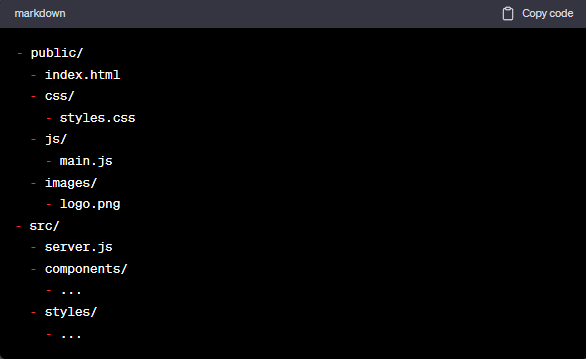 markdown Copy code
- public/
  - index.html
  - css/
    - styles.css
  - js/
    - main.js
  - images/
    - logo.png
- src/
  - server.js
  - components/
    - ...
  - styles/
    - ...